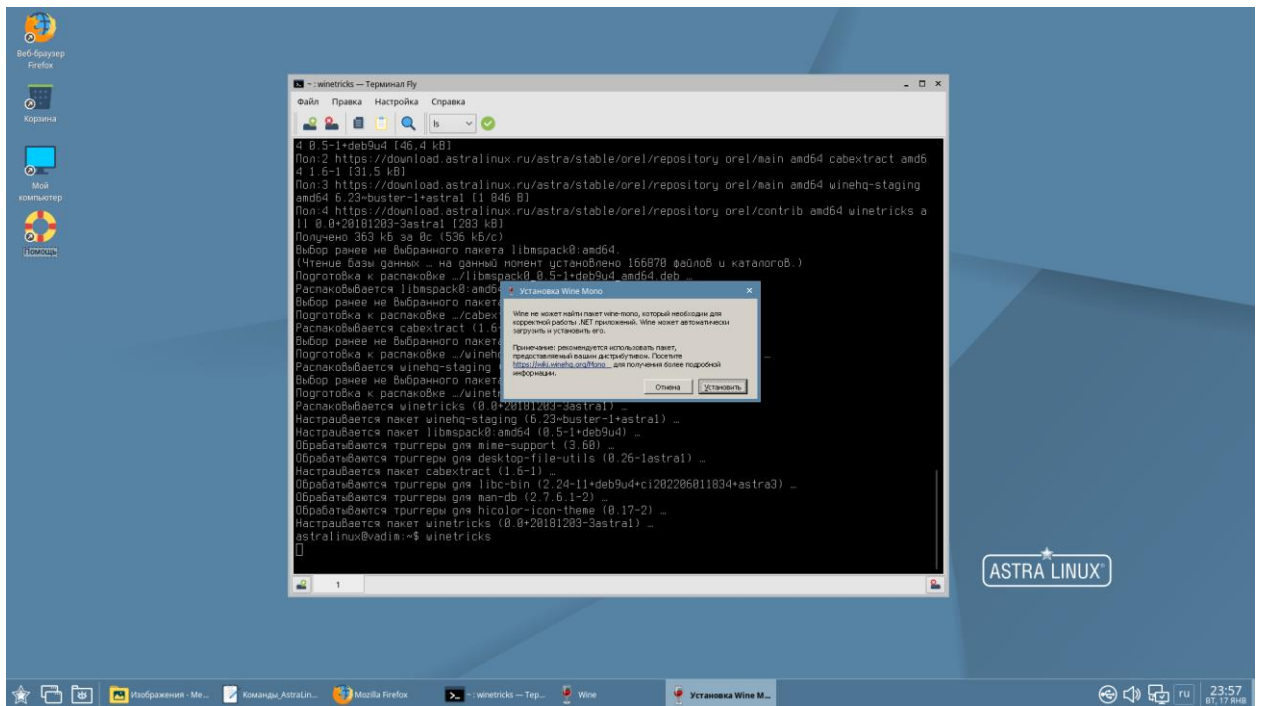 Веб-браузер
Firefox
Корзина
Мой
компьютер
Помощь
~ : winetricks — Терминал Fly
Файл Правка Настройка Справка
ls
4 0.5-1+deb9u4 [46,4 kB]
Пол:2 https://download.astralinux.ru/astra/stable/orel/repository orel/main amd64 cabextract amd6
4 1.6-1 [31,5 kB]
Пол:3 https://download.astralinux.ru/astra/stable/orel/repository orel/main amd64 winehq-staging
amd64 6.23~buster-1+astra1 [1 846 B]
Пол:4 https://download.astralinux.ru/astra/stable/orel/repository orel/contrib amd64 winetricks a
ll 0.0+20181203-3astra1 [283 kB]
Получено 363 kБ за 0с (536 kБ/c)
Выбор ранее не выбранного пакета libmspack0:amd64.
(Чтение базы данных … на данный момент установлено 166870 файлов и каталогов.)
Подготовка к распаковке …/libmspack0_0.5-1+deb9u4_amd64.deb …
Распаковывается libmspack0:amd64
Выбор ранее не выбранного пакета
Подготовка к распаковке …/cabex
Распаковывается cabextract (1.6-
Выбор ранее не выбранного пакета
Подготовка к распаковке …/wineh
Распаковывается winehq-staging (
Выбор ранее не выбранного пакета
Подготовка к распаковке …/winetr
Распаковывается winetricks (0.0+20181203-3astra1) …
Настраивается пакет winehq-staging (6.23~buster-1+astra1) …
Настраивается пакет libmspack0:amd64 (0.5-1+deb9u4) …
Обрабатываются триггеры для mime-support (3.60) …
Обрабатываются триггеры для desktop-file-utils (0.26-1astra1) …
Настраивается пакет cabextract (1.6-1) …
Обрабатываются триггеры для libc-bin (2.24-11+deb9u4+ci202206011834+astra3) …
Обрабатываются триггеры для man-db (2.7.6.1-2) …
Обрабатываются триггеры для hicolor-icon-theme (0.17-2) …
Настраивается пакет winetricks (0.0+20181203-3astra1) …
astralinux@vadim:~$ winetricks
Установка Wine Mono
Wine не может найти пакет wine-mono, который необходим для
корректной работы .NET приложений. Wine может автоматически
загрузить и установить его.
Примечание: рекомендуется использовать пакет,
предоставляемый вашим дистрибутивом. Посетите
https://wiki.winehq.org/Mono для получения более подробной
информации.
Отмена Установить
1
ASTRA LINUX®
Изображения - Ме...
Команды_AstraLin...
Mozilla Firefox
~ : winetricks — Тер...
Wine
Установка Wine M...
ru
23:57
ВТ, 17 ЯНВ